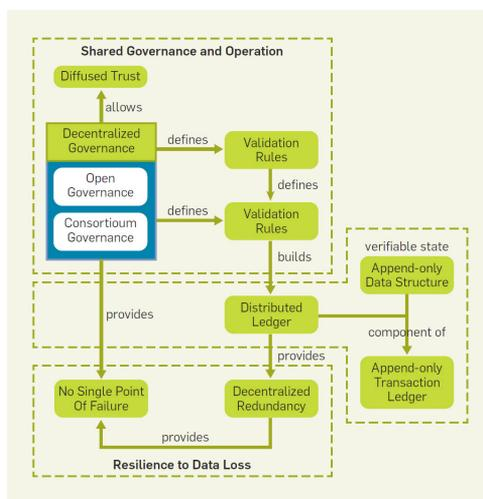 Shared Governance and Operation
Diffused Trust
allows
Decentralized
Governance
defines
Validation
Rules
Open
Governance
defines
Consortioum
Governance
defines
Validation
Rules
builds
verifiable state
Append-only
Data Structure
provides
Distributed
Ledger
component of
provides
No Single Point
Of Failure
Decentralized
Redundancy
Append-only
Transaction
Ledger
provides
Resilience to Data Loss